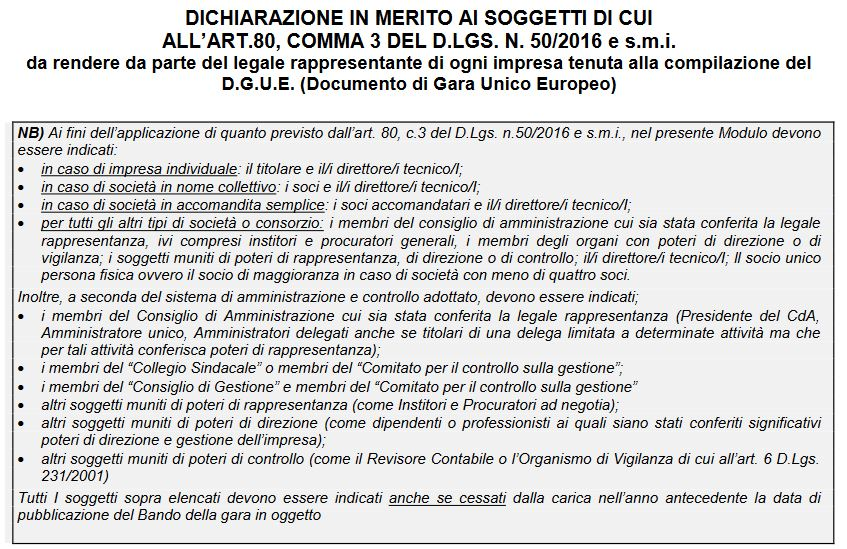 DICHIARAZIONE IN MERITO AI SOGGETTI DI CUI
ALL'ART.80, COMMA 3 DEL D.LGS. N. 50/2016 e s.m.i.
da rendere da parte del legale rappresentante di ogni impresa tenuta alla compilazione del
D.G.U.E. (Documento di Gara Unico Europeo)
NB) Ai fini dell'applicazione di quanto previsto dall'art. 80, c.3 del D.Lgs. n.50/2016 e s.m.i., nel presente Modulo devono
essere indicati:
• in caso di impresa individuale: il titolare e il/i direttore/i tecnico/I;
• in caso di società in nome collettivo: i soci e il/i direttore/i tecnico/I;
• in caso di società in accomandita semplice: i soci accomandatari e il/i direttore/i tecnico/I;
• per tutti gli altri tipi di società o consorzio: i membri del consiglio di amministrazione cui sia stata conferita la legale
rappresentanza, ivi compresi institori e procuratori generali, i membri degli organi con poteri di direzione o di
vigilanza; i soggetti muniti di poteri di rappresentanza, di direzione o di controllo; il/i direttore/i tecnico/I; Il socio unico
persona fisica ovvero il socio di maggioranza in caso di società con meno di quattro soci.
Inoltre, a seconda del sistema di amministrazione e controllo adottato, devono essere indicati;
• i membri del Consiglio di Amministrazione cui sia stata conferita la legale rappresentanza (Presidente del CdA,
Amministratore unico, Amministratori delegati anche se titolari di una delega limitata a determinate attività ma che
per tali attività conferisca poteri di rappresentanza);
• i membri del "Collegio Sindacale" o membri del "Comitato per il controllo sulla gestione";
• i membri del "Consiglio di Gestione" e membri del "Comitato per il controllo sulla gestione"
• altri soggetti muniti di poteri di rappresentanza (come Institori e Procuratori ad negotia);
• altri soggetti muniti di poteri di direzione (come dipendenti o professionisti ai quali siano stati conferiti significativi
poteri di direzione e gestione dell'impresa);
• altri soggetti muniti di poteri di controllo (come il Revisore Contabile o l'Organismo di Vigilanza di cui all'art. 6 D.Lgs.
231/2001)
Tutti I soggetti sopra elencati devono essere indicati anche se cessati dalla carica nell'anno antecedente la data di
pubblicazione del Bando della gara in oggetto